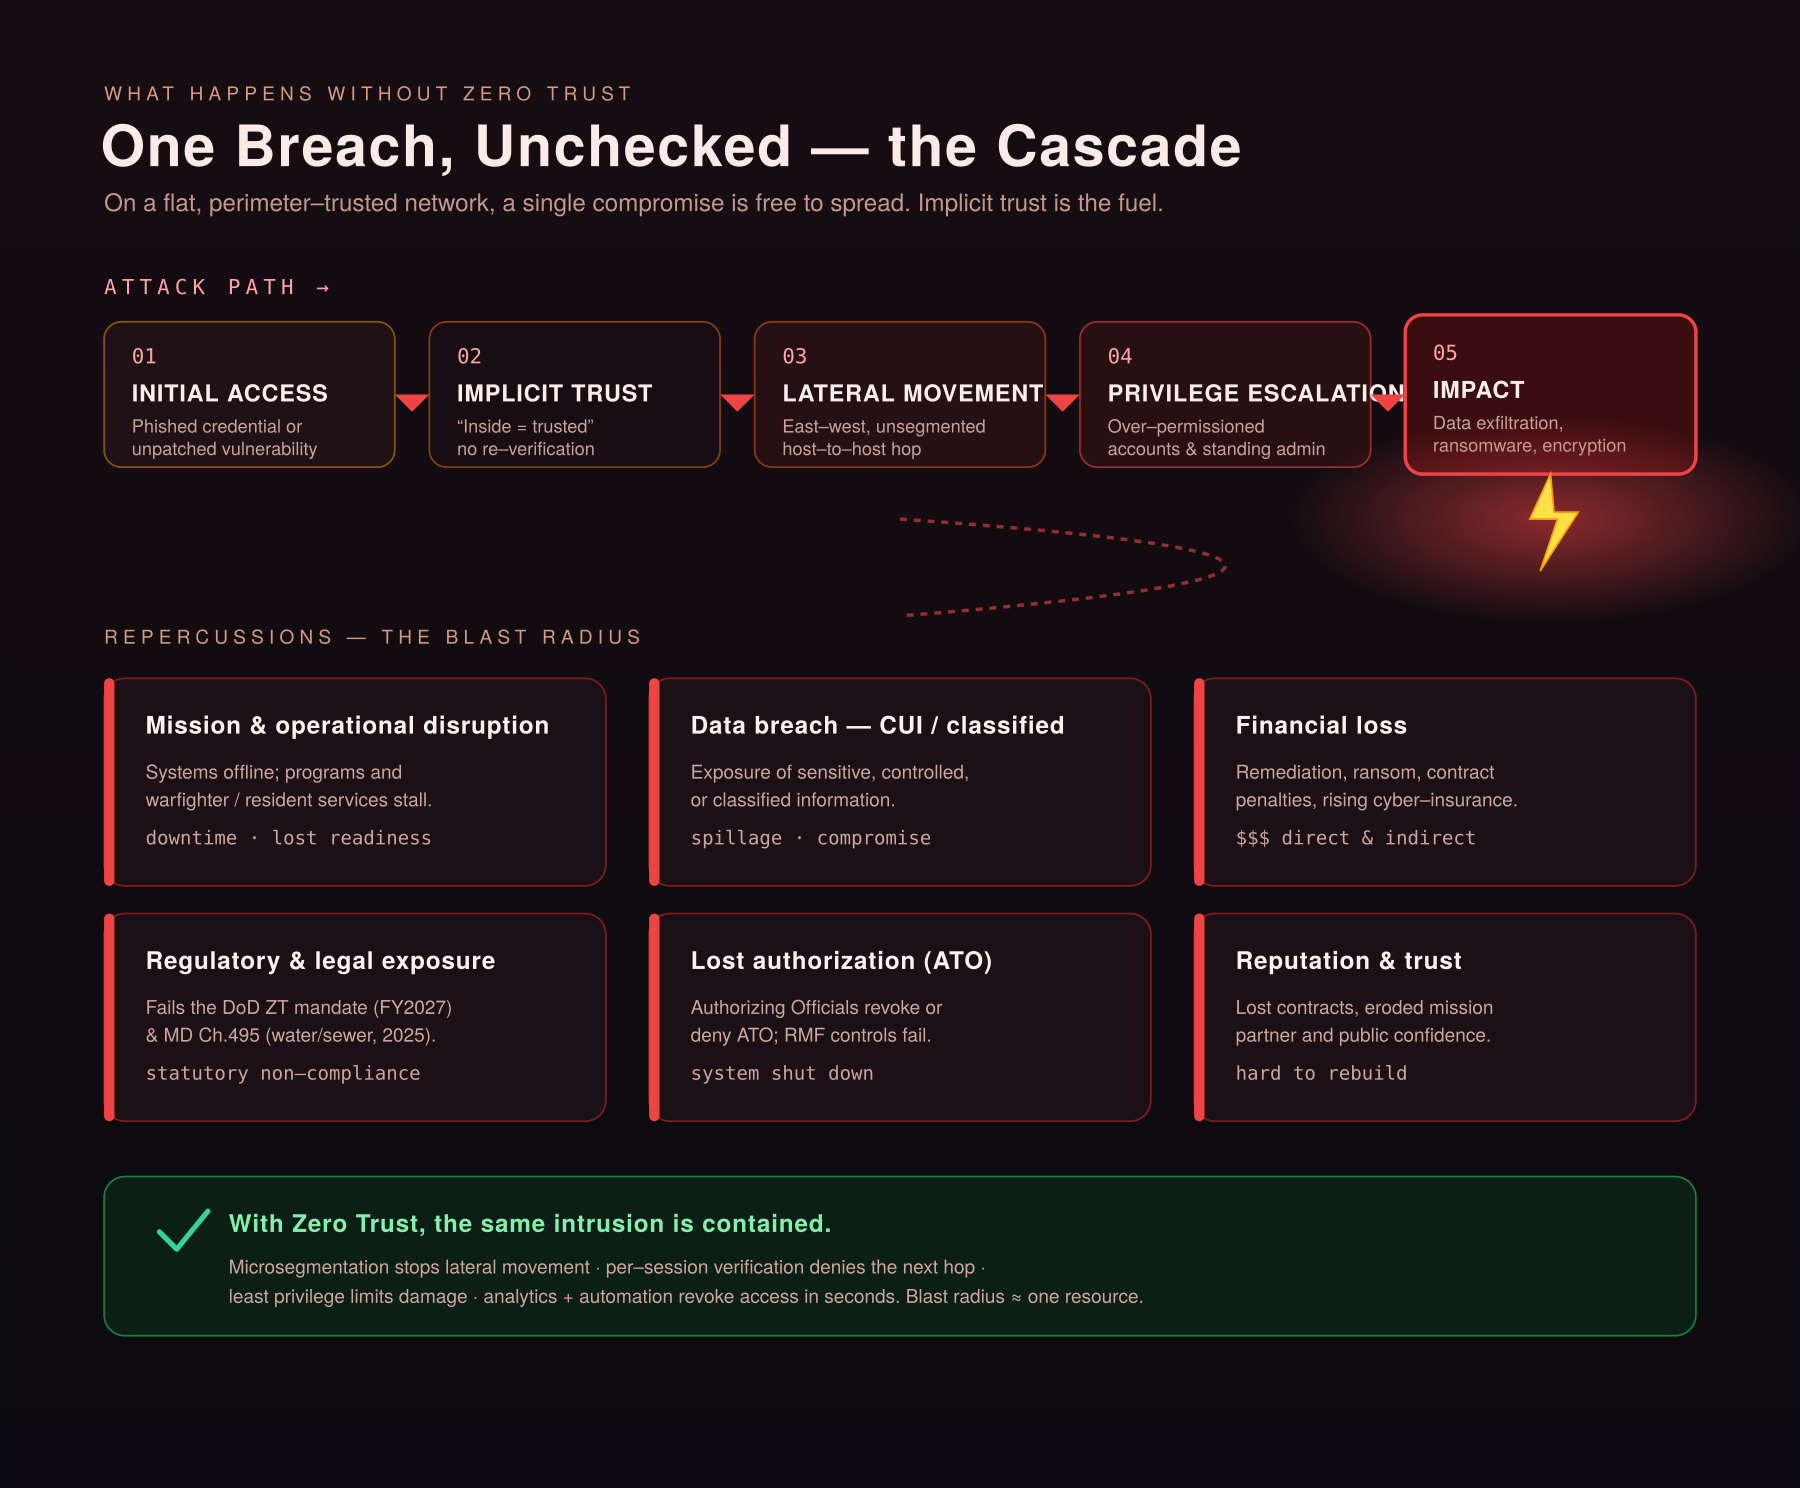 WHAT HAPPENS WITHOUT ZERO TRUST
One Breach, Unchecked — the Cascade
On a flat, perimeter–trusted network, a single compromise is free to spread. Implicit trust is the fuel.
ATTACK PATH →
01
INITIAL ACCESS
Phished credential or
unpatched vulnerability
02
IMPLICIT TRUST
“Inside = trusted”
no re–verification
03
LATERAL MOVEMENT
East–west, unsegmented
host–to–host hop
04
PRIVILEGE ESCALATION
Over–permissioned
accounts & standing admin
05
IMPACT
Data exfiltration,
ransomware, encryption
REPERCUSSIONS — THE BLAST RADIUS
Mission & operational disruption
Systems offline; programs and
warfighter / resident services stall.
downtime · lost readiness
Data breach — CUI / classified
Exposure of sensitive, controlled,
or classified information.
spillage · compromise
Financial loss
Remediation, ransom, contract
penalties, rising cyber–insurance.
$$$ direct & indirect
Regulatory & legal exposure
Fails the DoD ZT mandate (FY2027)
& MD Ch.495 (water/sewer, 2025).
statutory non–compliance
Lost authorization (ATO)
Authorizing Officials revoke or
deny ATO; RMF controls fail.
system shut down
Reputation & trust
Lost contracts, eroded mission
partner and public confidence.
hard to rebuild
With Zero Trust, the same intrusion is contained.
Microsegmentation stops lateral movement · per–session verification denies the next hop ·
least privilege limits damage · analytics + automation revoke access in seconds. Blast radius ≈ one resource.